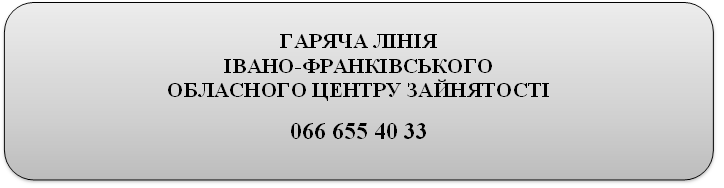 ГАРЯЧА ЛІНІЯ
ІВАНО-ФРАНКІВСЬКОГО
ОБЛАСНОГО ЦЕНТРУ ЗАЙНЯТОСТІ
066 655 40 33